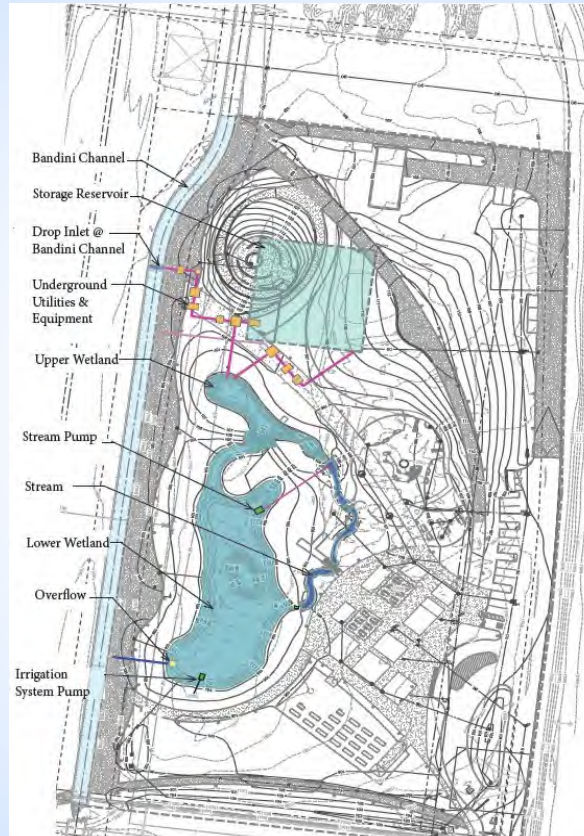 Bandini Channel
Storage Reservoir
Drop Inlet @
Bandini Channel
Underground
Utilities &
Equipment
Upper Wetland
Stream Pump
Stream
Lower Wetland
Overflow
Irrigation
System Pump